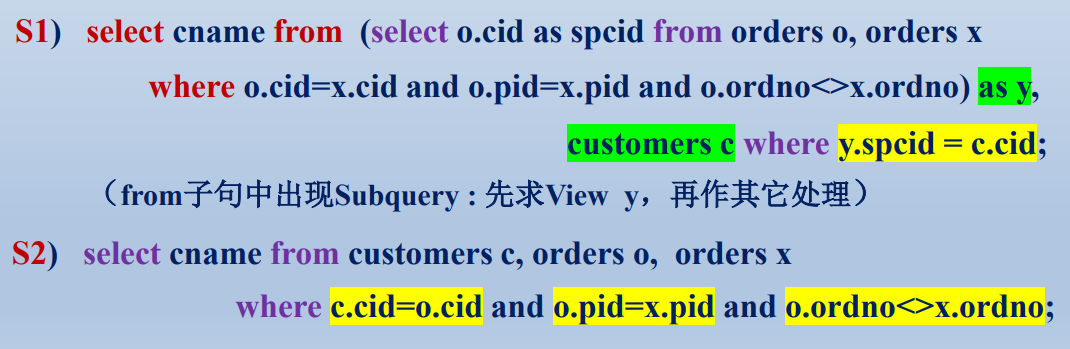 S1) select cname from (select o.cid as spcid from orders o, orders x
where o.cid=x.cid and o.pid=x.pid and o.ordno<>x.ordno) as y,
customers c where y.spcid = c.cid;
（from子句中出现Subquery : 先求View y，再作其它处理）
S2) select cname from customers c, orders o, orders x
where c.cid=o.cid and o.pid=x.pid and o.ordno<>x.ordno;